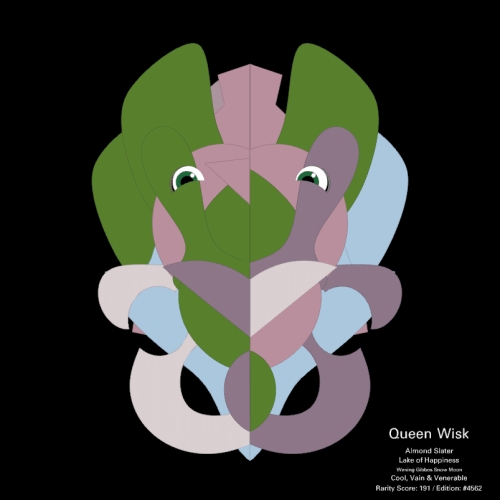 Queen Wisk
Almond Slater
Lake of Happiness
Waning Gibbous Snow Moon
Cool, Vain & Venerable
Rarity Score: 191 / Edition: #4562